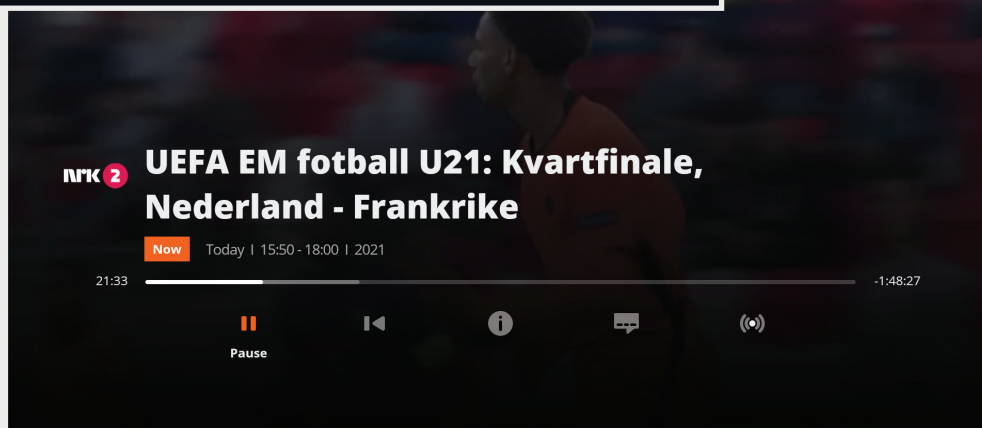 UEFA EM fotball U21: Kvartfinale,
nrk 2
Nederland - Frankrike
Now Today | 15:50 - 18:00 | 2021
21:33 -1:48:27
Pause